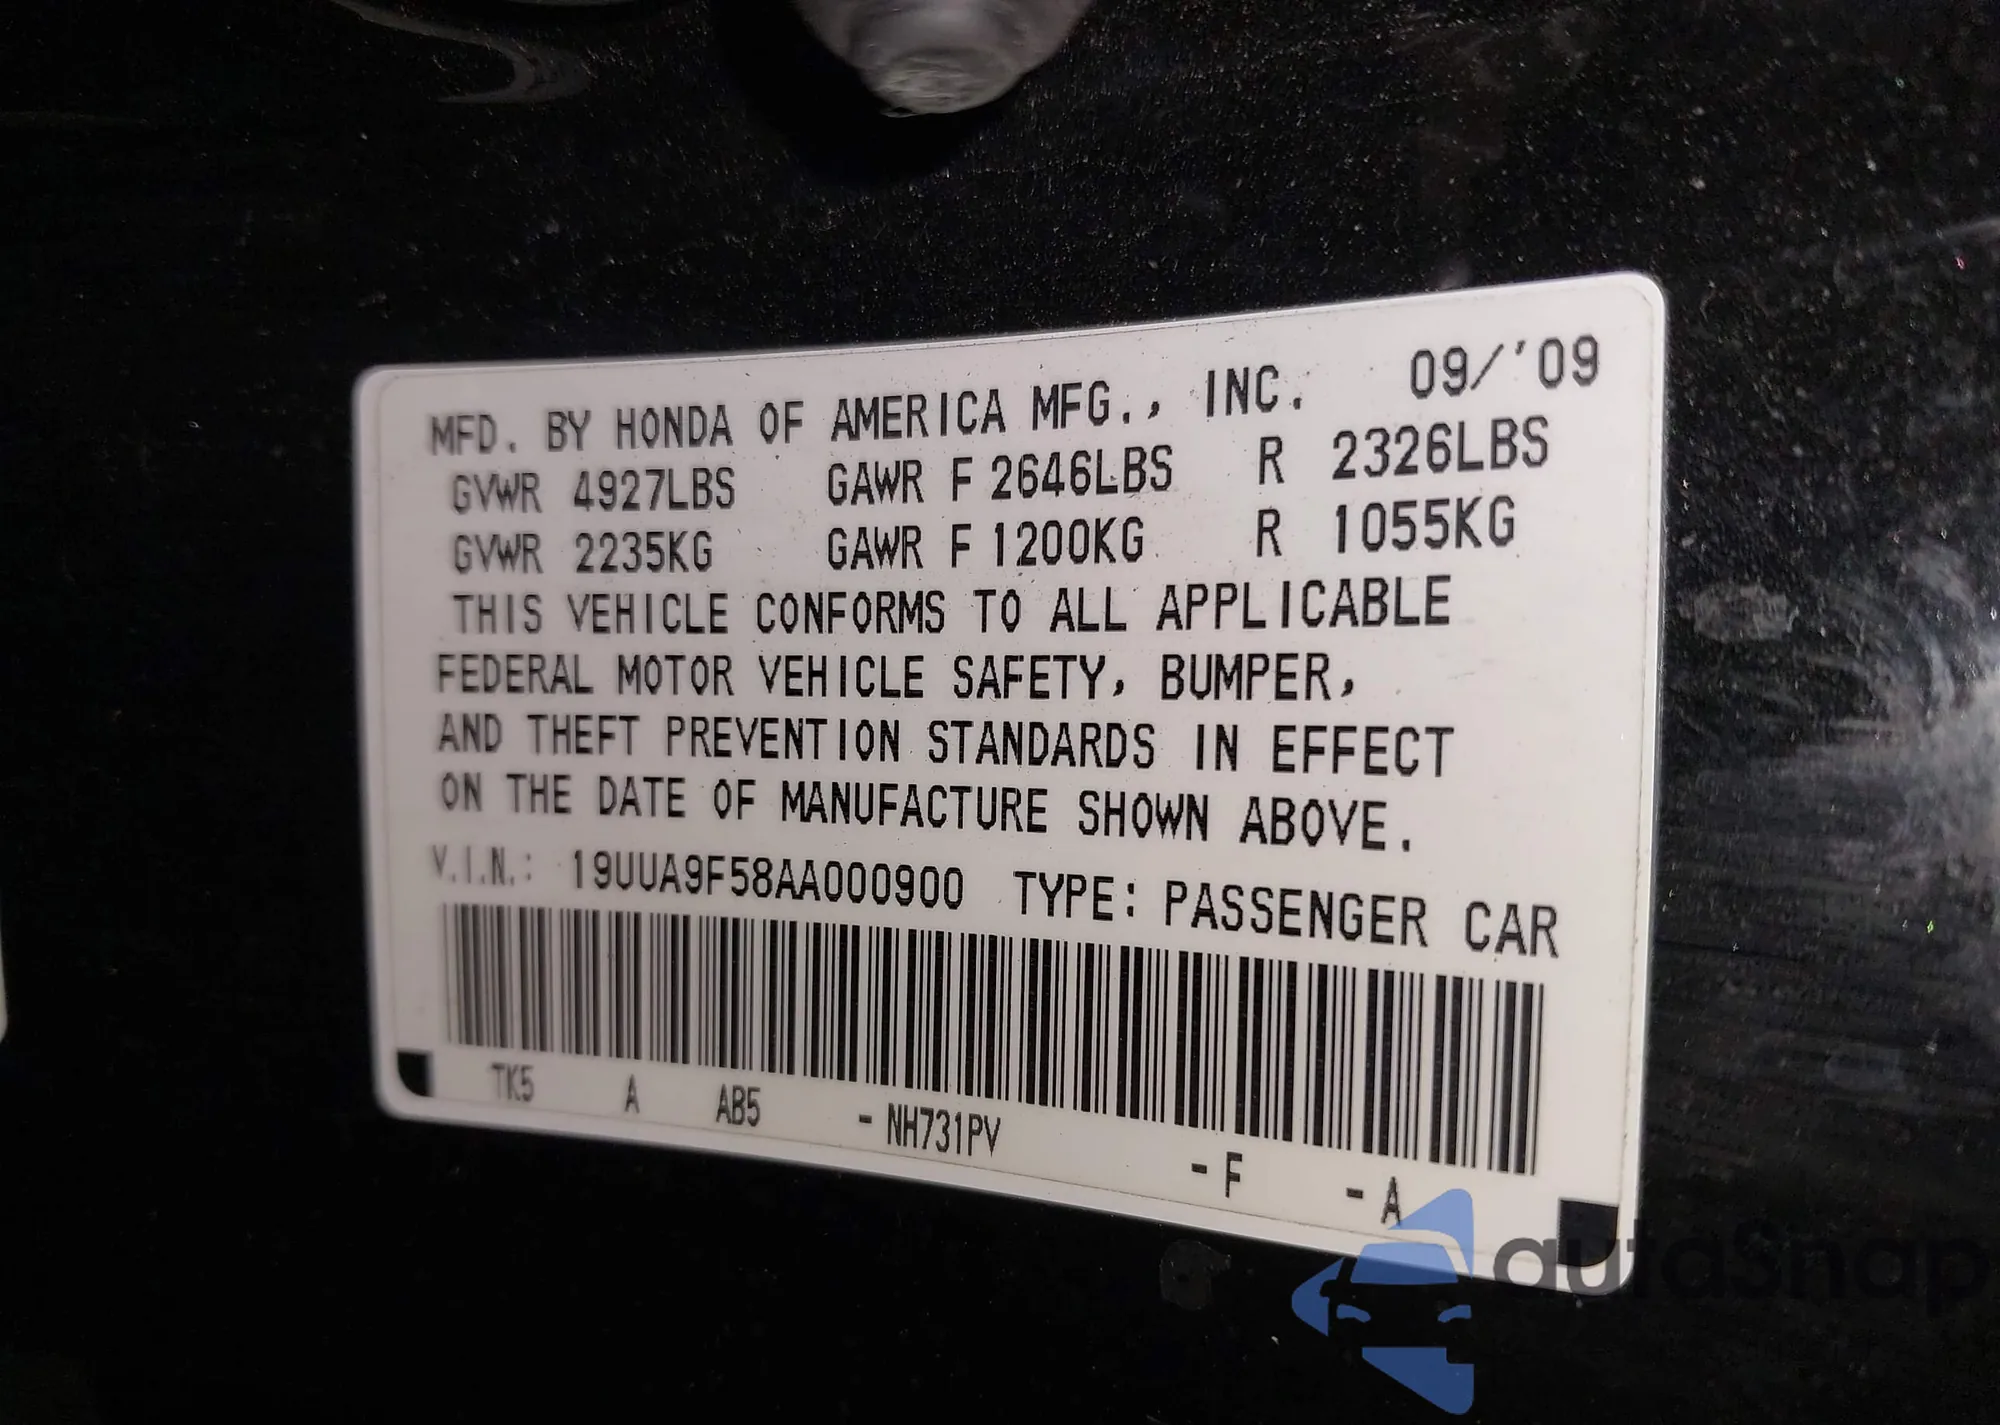 MFD. BY HONDA OF AMERICA MFG., INC. 09/'09
GVWR 4927LBS GAWR F 2646LBS R 2326LBS
GVWR 2235KG GAWR F 1200KG R 1055KG
THIS VEHICLE CONFORMS TO ALL APPLICABLE
FEDERAL MOTOR VEHICLE SAFETY, BUMPER,
AND THEFT PREVENTION STANDARDS IN EFFECT
ON THE DATE OF MANUFACTURE SHOWN ABOVE.
V.I.N.: 19UUA9F58AA000900 TYPE: PASSENGER CAR
TK5 A AB5 - NH731PV - F - A
autosnap